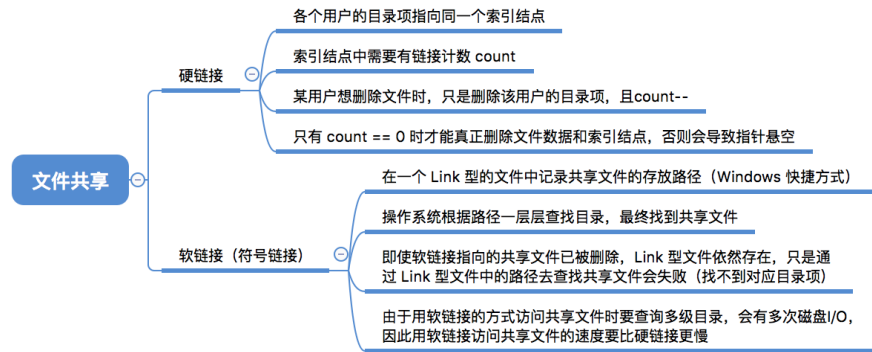 文件共享
硬链接
各个用户的目录项指向同一个索引结点
索引结点中需要有链接计数 count
某用户想删除文件时，只是删除该用户的目录项，且count--
只有 count == 0 时才能真正删除文件数据和索引结点，否则会导致指针悬空
软链接（符号链接）
在一个 Link 型的文件中记录共享文件的存放路径（Windows 快捷方式）
操作系统根据路径一层层查找目录，最终找到共享文件
即使软链接指向的共享文件已被删除，Link 型文件依然存在，只是通
过 Link 型文件中的路径去查找共享文件会失败（找不到对应目录项）
由于用软链接的方式访问共享文件时要查询多级目录，会有多次磁盘I/O，
因此用软链接访问共享文件的速度要比硬链接更慢